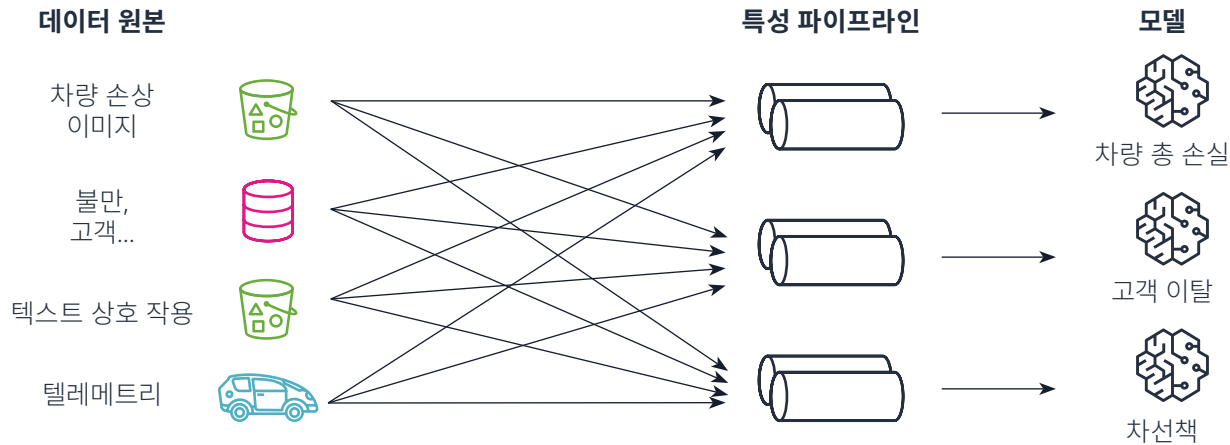 데이터 원본
특성 파이프라인
모델
차량 손상
이미지
불만,
고객...
텍스트 상호 작용
텔레메트리
차량 총 손실
고객 이탈
차선책